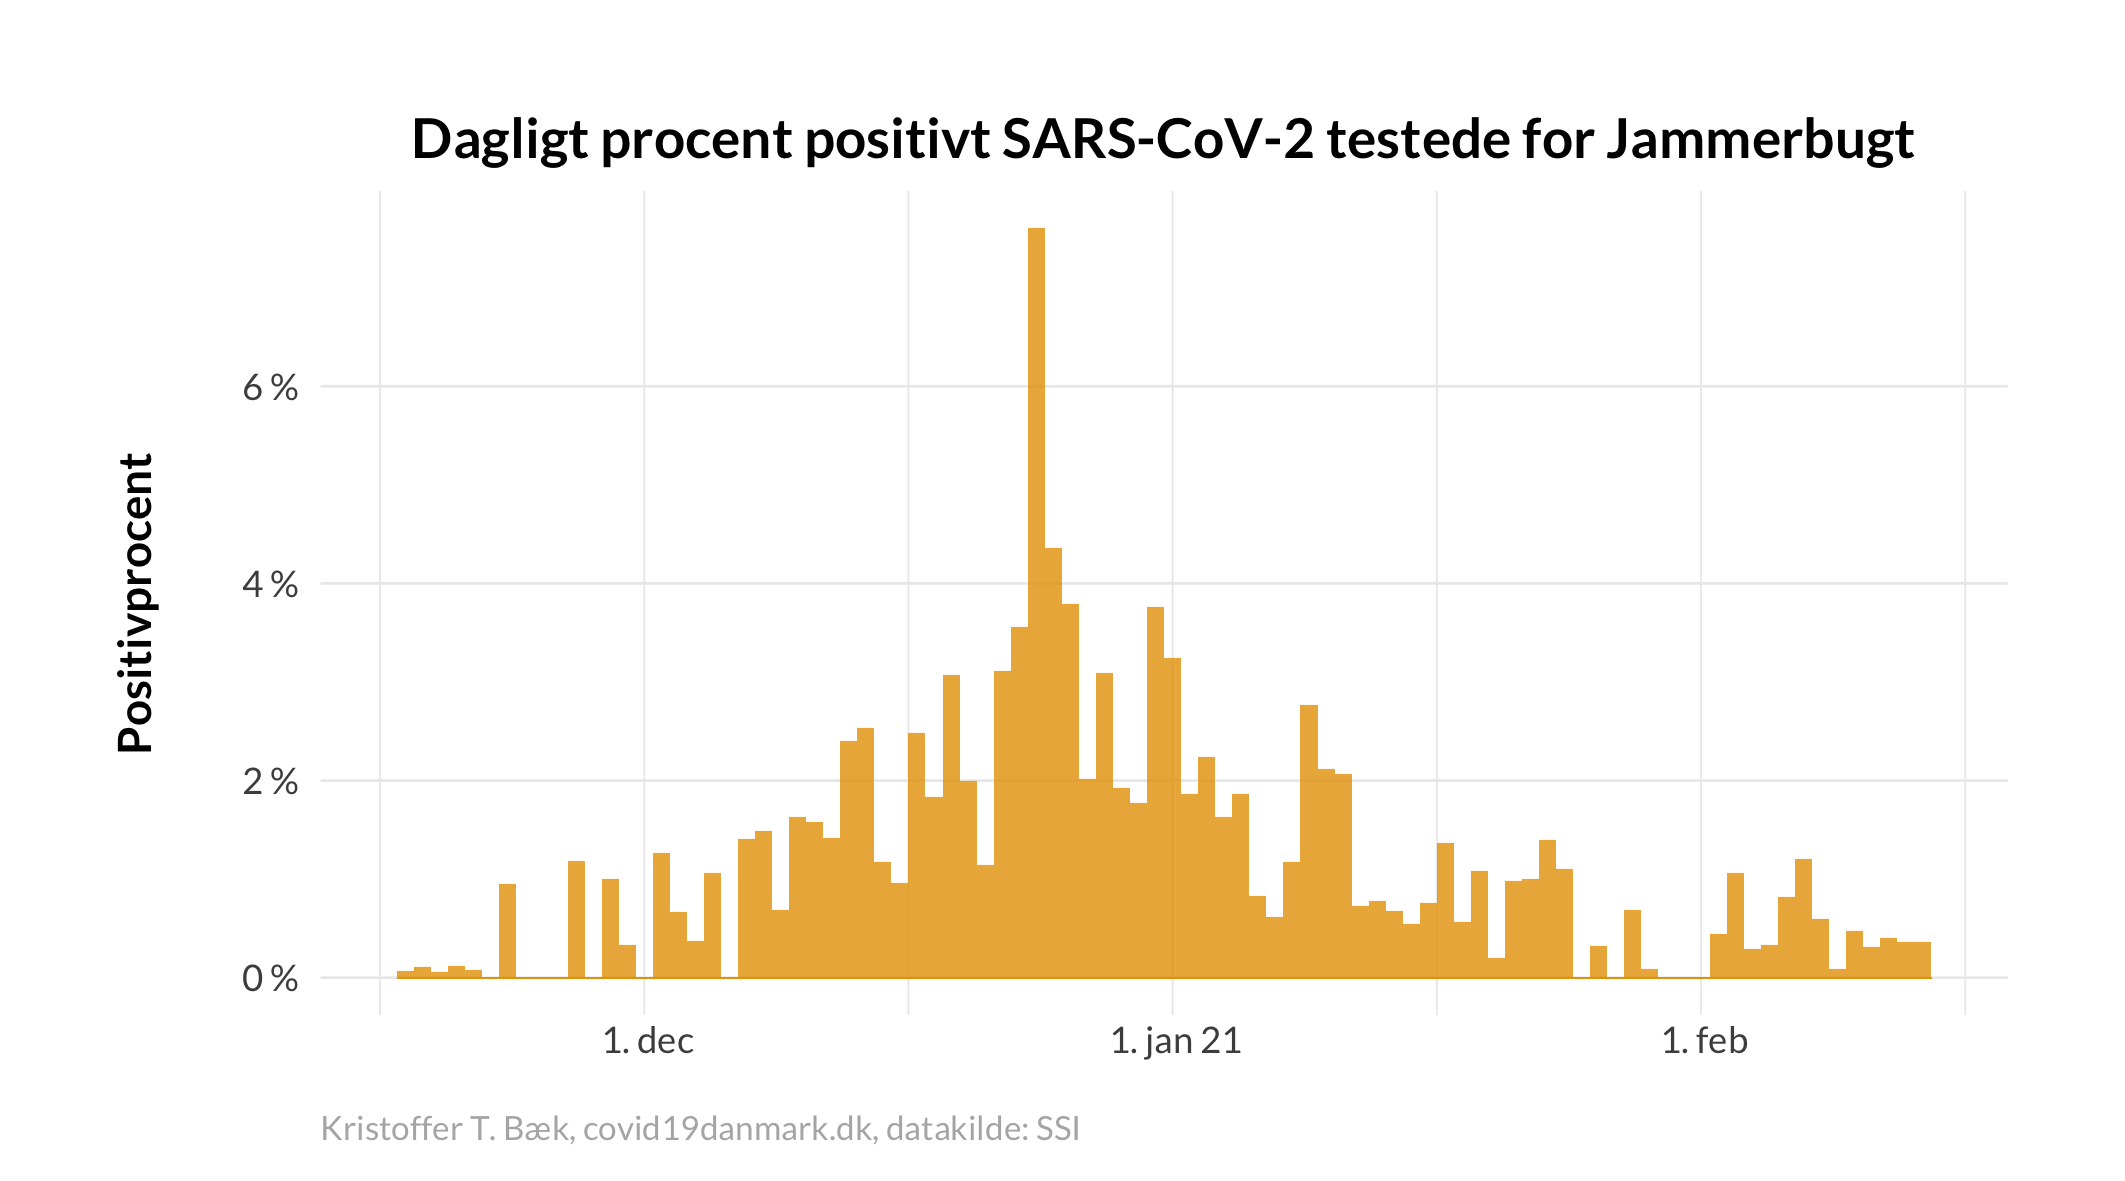 Dagligt procent positivt SARS-CoV-2 testede for Jammerbugt
Positivprocent
6 %
4 %
2 %
0 %
1. dec
1. jan 21
1. feb
Kristoffer T. Bæk, covid19danmark.dk, datakilde: SSI